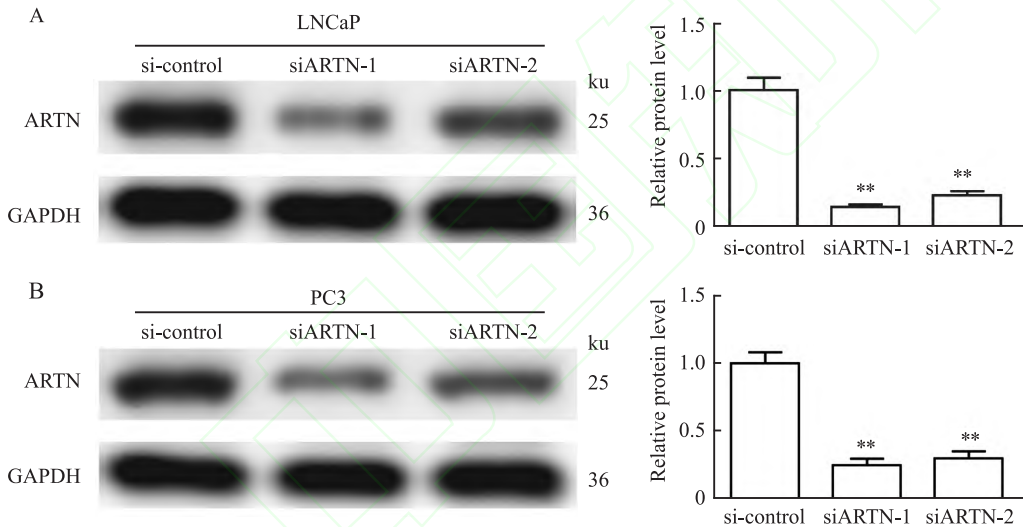 A
LNCaP
si-control siARTN-1 siARTN-2
ku
ARTN
25
GAPDH
36
Relative protein level
1.5
1.0
0.5
0
**
**
si-control siARTN-1 siARTN-2
B
PC3
si-control siARTN-1 siARTN-2
ku
ARTN
25
GAPDH
36
Relative protein level
1.5
1.0
0.5
0
**
**
si-control siARTN-1 siARTN-2